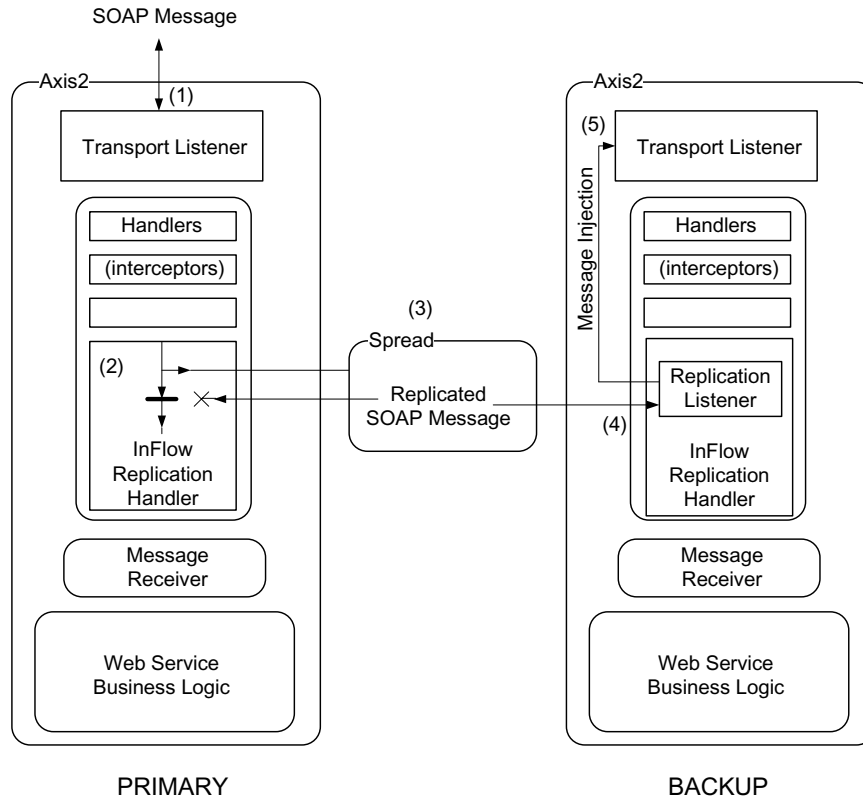 SOAP Message
Axis2
(1)
Transport Listener
Handlers
(interceptors)
(2)
InFlow
Replication
Handler
Message
Receiver
Web Service
Business Logic
PRIMARY
(3)
Spread
Replicated
SOAP Message
Axis2
(5)
Transport Listener
Message Injection
Handlers
(interceptors)
Replication
Listener
(4)
InFlow
Replication
Handler
Message
Receiver
Web Service
Business Logic
BACKUP